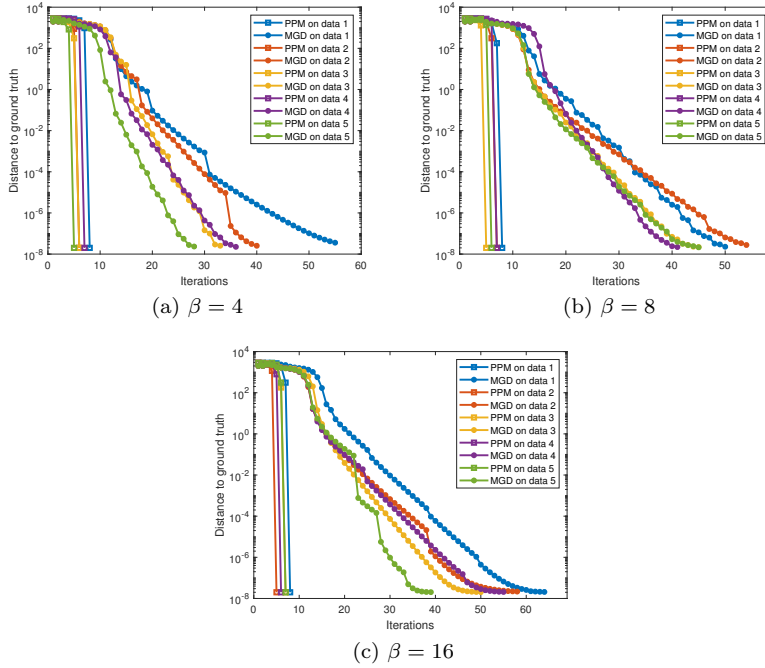 10^4
10^2
10^0
10^-2
10^-4
10^-6
10^-8
Distance to ground truth
0 10 20 30 40 50 60
Iterations
PPM on data 1
MGD on data 1
PPM on data 2
MGD on data 2
PPM on data 3
MGD on data 3
PPM on data 4
MGD on data 4
PPM on data 5
MGD on data 5
(a) β = 4
10^4
10^2
10^0
10^-2
10^-4
10^-6
10^-8
Distance to ground truth
0 10 20 30 40 50 60
Iterations
PPM on data 1
MGD on data 1
PPM on data 2
MGD on data 2
PPM on data 3
MGD on data 3
PPM on data 4
MGD on data 4
PPM on data 5
MGD on data 5
(b) β = 8
10^4
10^2
10^0
10^-2
10^-4
10^-6
10^-8
Distance to ground truth
0 10 20 30 40 50 60
Iterations
PPM on data 1
MGD on data 1
PPM on data 2
MGD on data 2
PPM on data 3
MGD on data 3
PPM on data 4
MGD on data 4
PPM on data 5
MGD on data 5
(c) β = 16